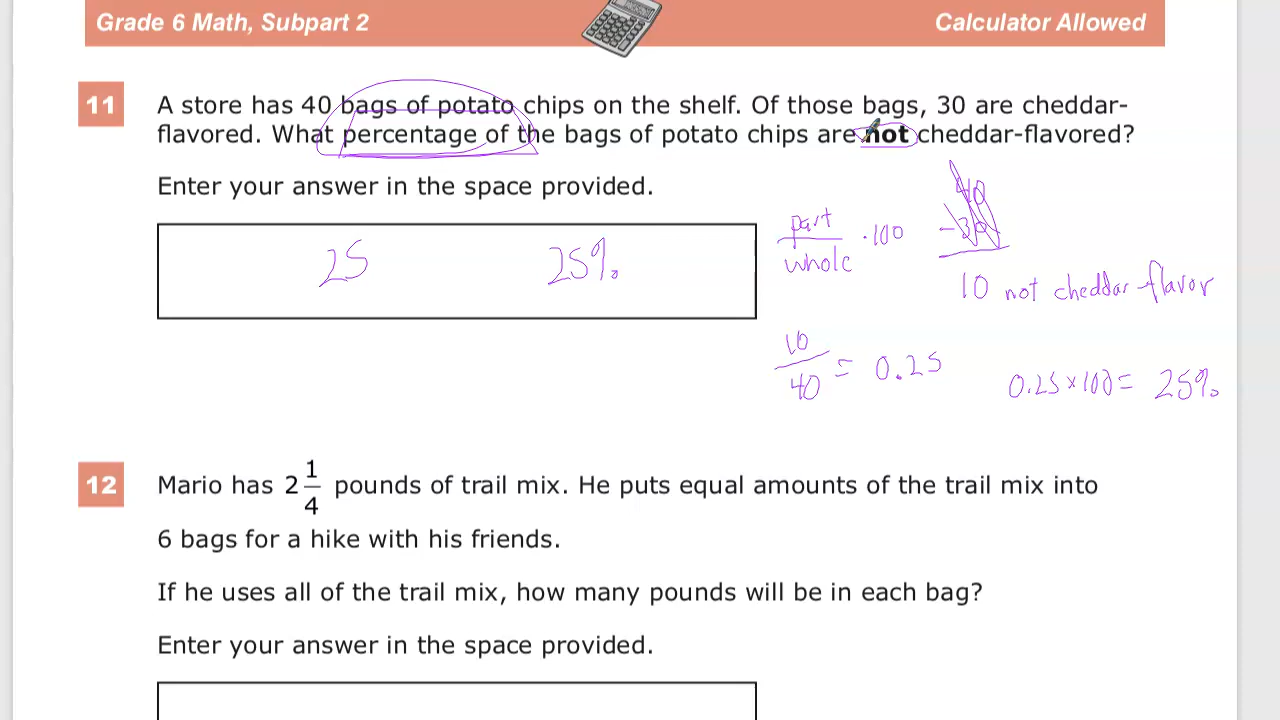 Grade 6 Math, Subpart 2
Calculator Allowed
11
A store has 40 bags of potato chips on the shelf. Of those bags, 30 are cheddar-
flavored. What percentage of the bags of potato chips are not cheddar-flavored?
Enter your answer in the space provided.
25 25%
part
whole
·100
40
-30
10 not cheddar-flavor
10
40
= 0.25
0.25×100= 25%
12
Mario has 2 1/4 pounds of trail mix. He puts equal amounts of the trail mix into
6 bags for a hike with his friends.
If he uses all of the trail mix, how many pounds will be in each bag?
Enter your answer in the space provided.